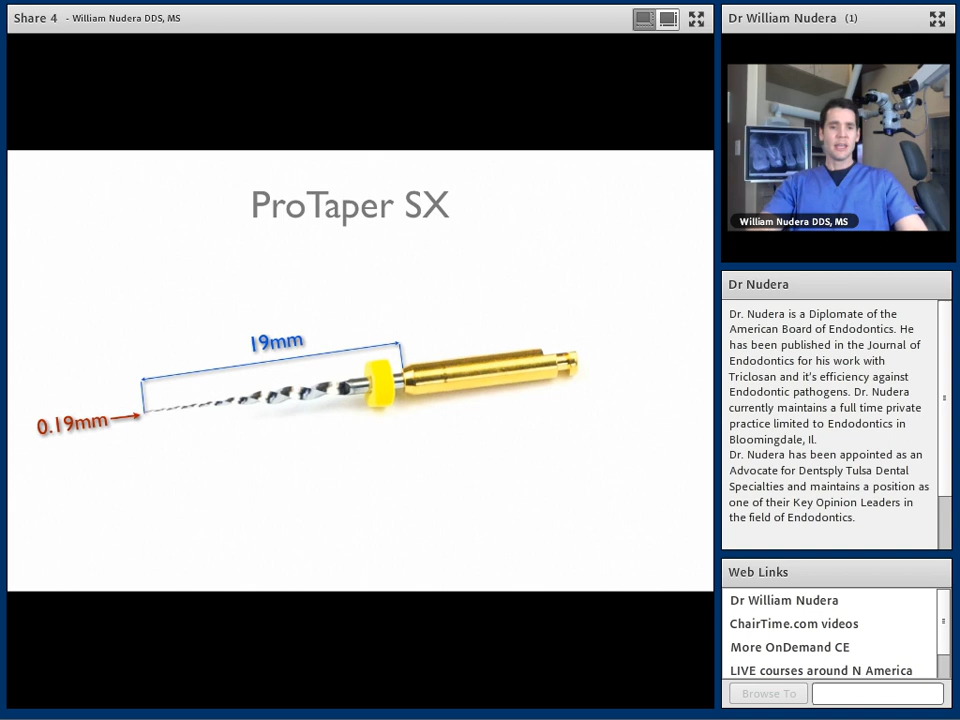 Share 4 - William Nudera DDS, MS
ProTaper SX
19mm
0.19mm
Dr William Nudera (1)
William Nudera DDS, MS
Dr Nudera
Dr. Nudera is a Diplomate of the
American Board of Endodontics. He
has been published in the Journal of
Endodontics for his work with
Triclosan and it's efficiency against
Endodontic pathogens. Dr. Nudera
currently maintains a full time private
practice limited to Endodontics in
Bloomingdale, Il.
Dr. Nudera has been appointed as an
Advocate for Dentsply Tulsa Dental
Specialties and maintains a position as
one of their Key Opinion Leaders in
the field of Endodontics.
Web Links
Dr William Nudera
ChairTime.com videos
More OnDemand CE
LIVE courses around N America
Browse To